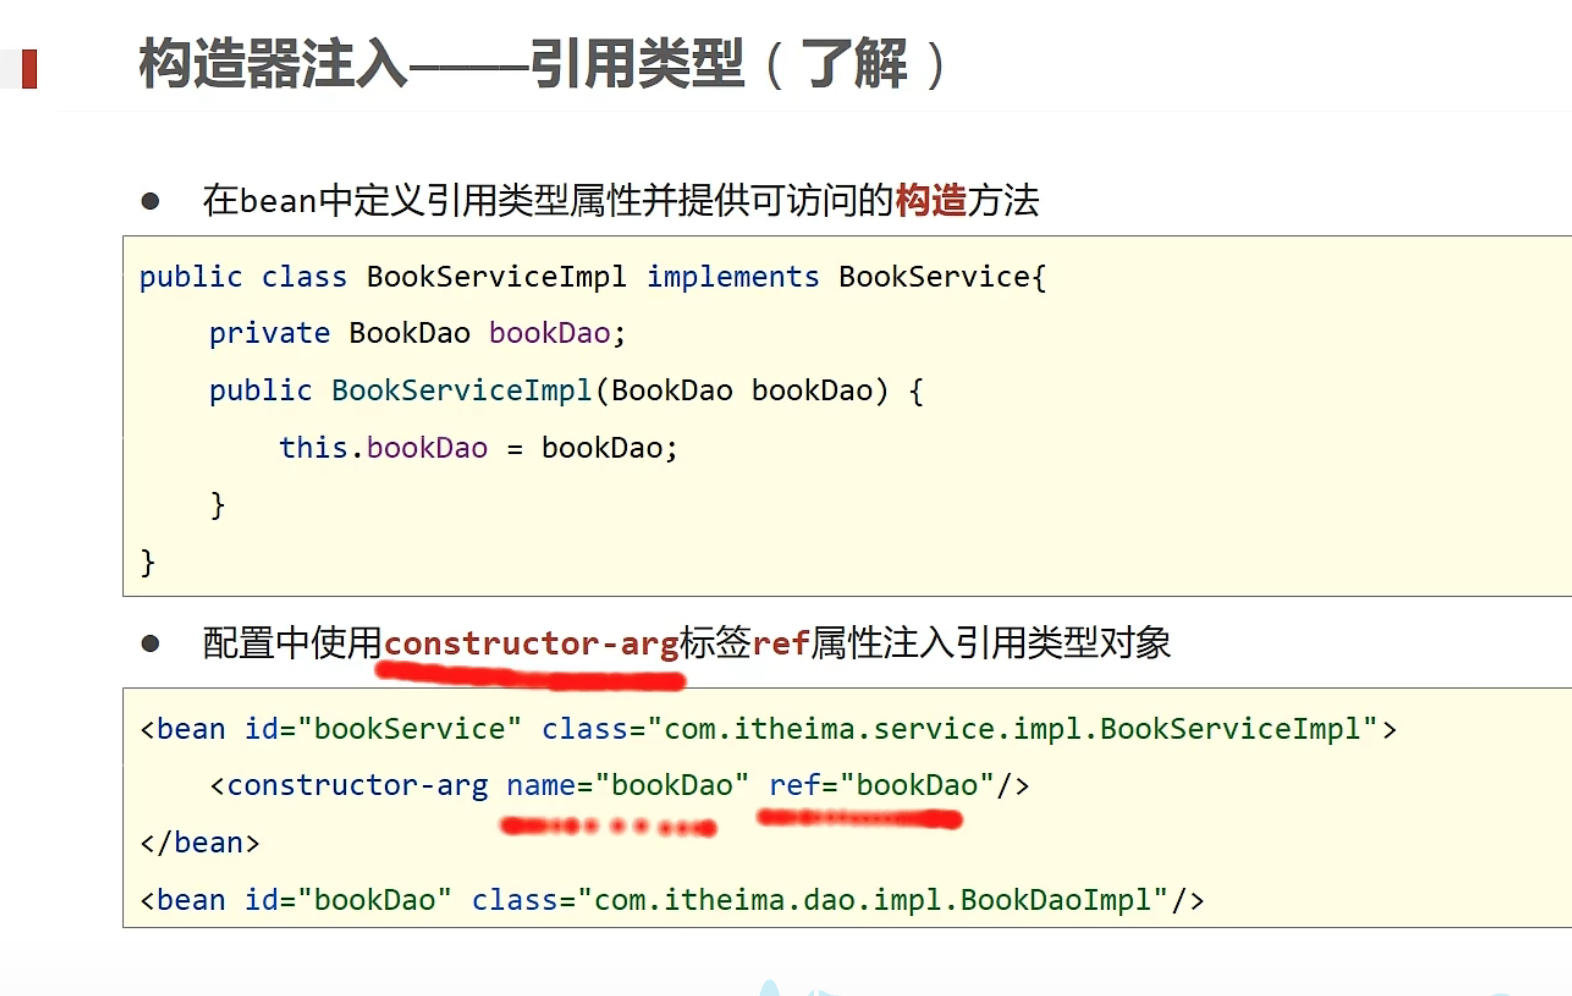 构造器注入——引用类型（了解）
● 在bean中定义引用类型属性并提供可访问的构造方法
public class BookServiceImpl implements BookService{
private BookDao bookDao;
public BookServiceImpl(BookDao bookDao) {
this.bookDao = bookDao;
}
}
● 配置中使用constructor-arg标签ref属性注入引用类型对象
<bean id="bookService" class="com.itheima.service.impl.BookServiceImpl">
<constructor-arg name="bookDao" ref="bookDao"/>
</bean>
<bean id="bookDao" class="com.itheima.dao.impl.BookDaoImpl"/>